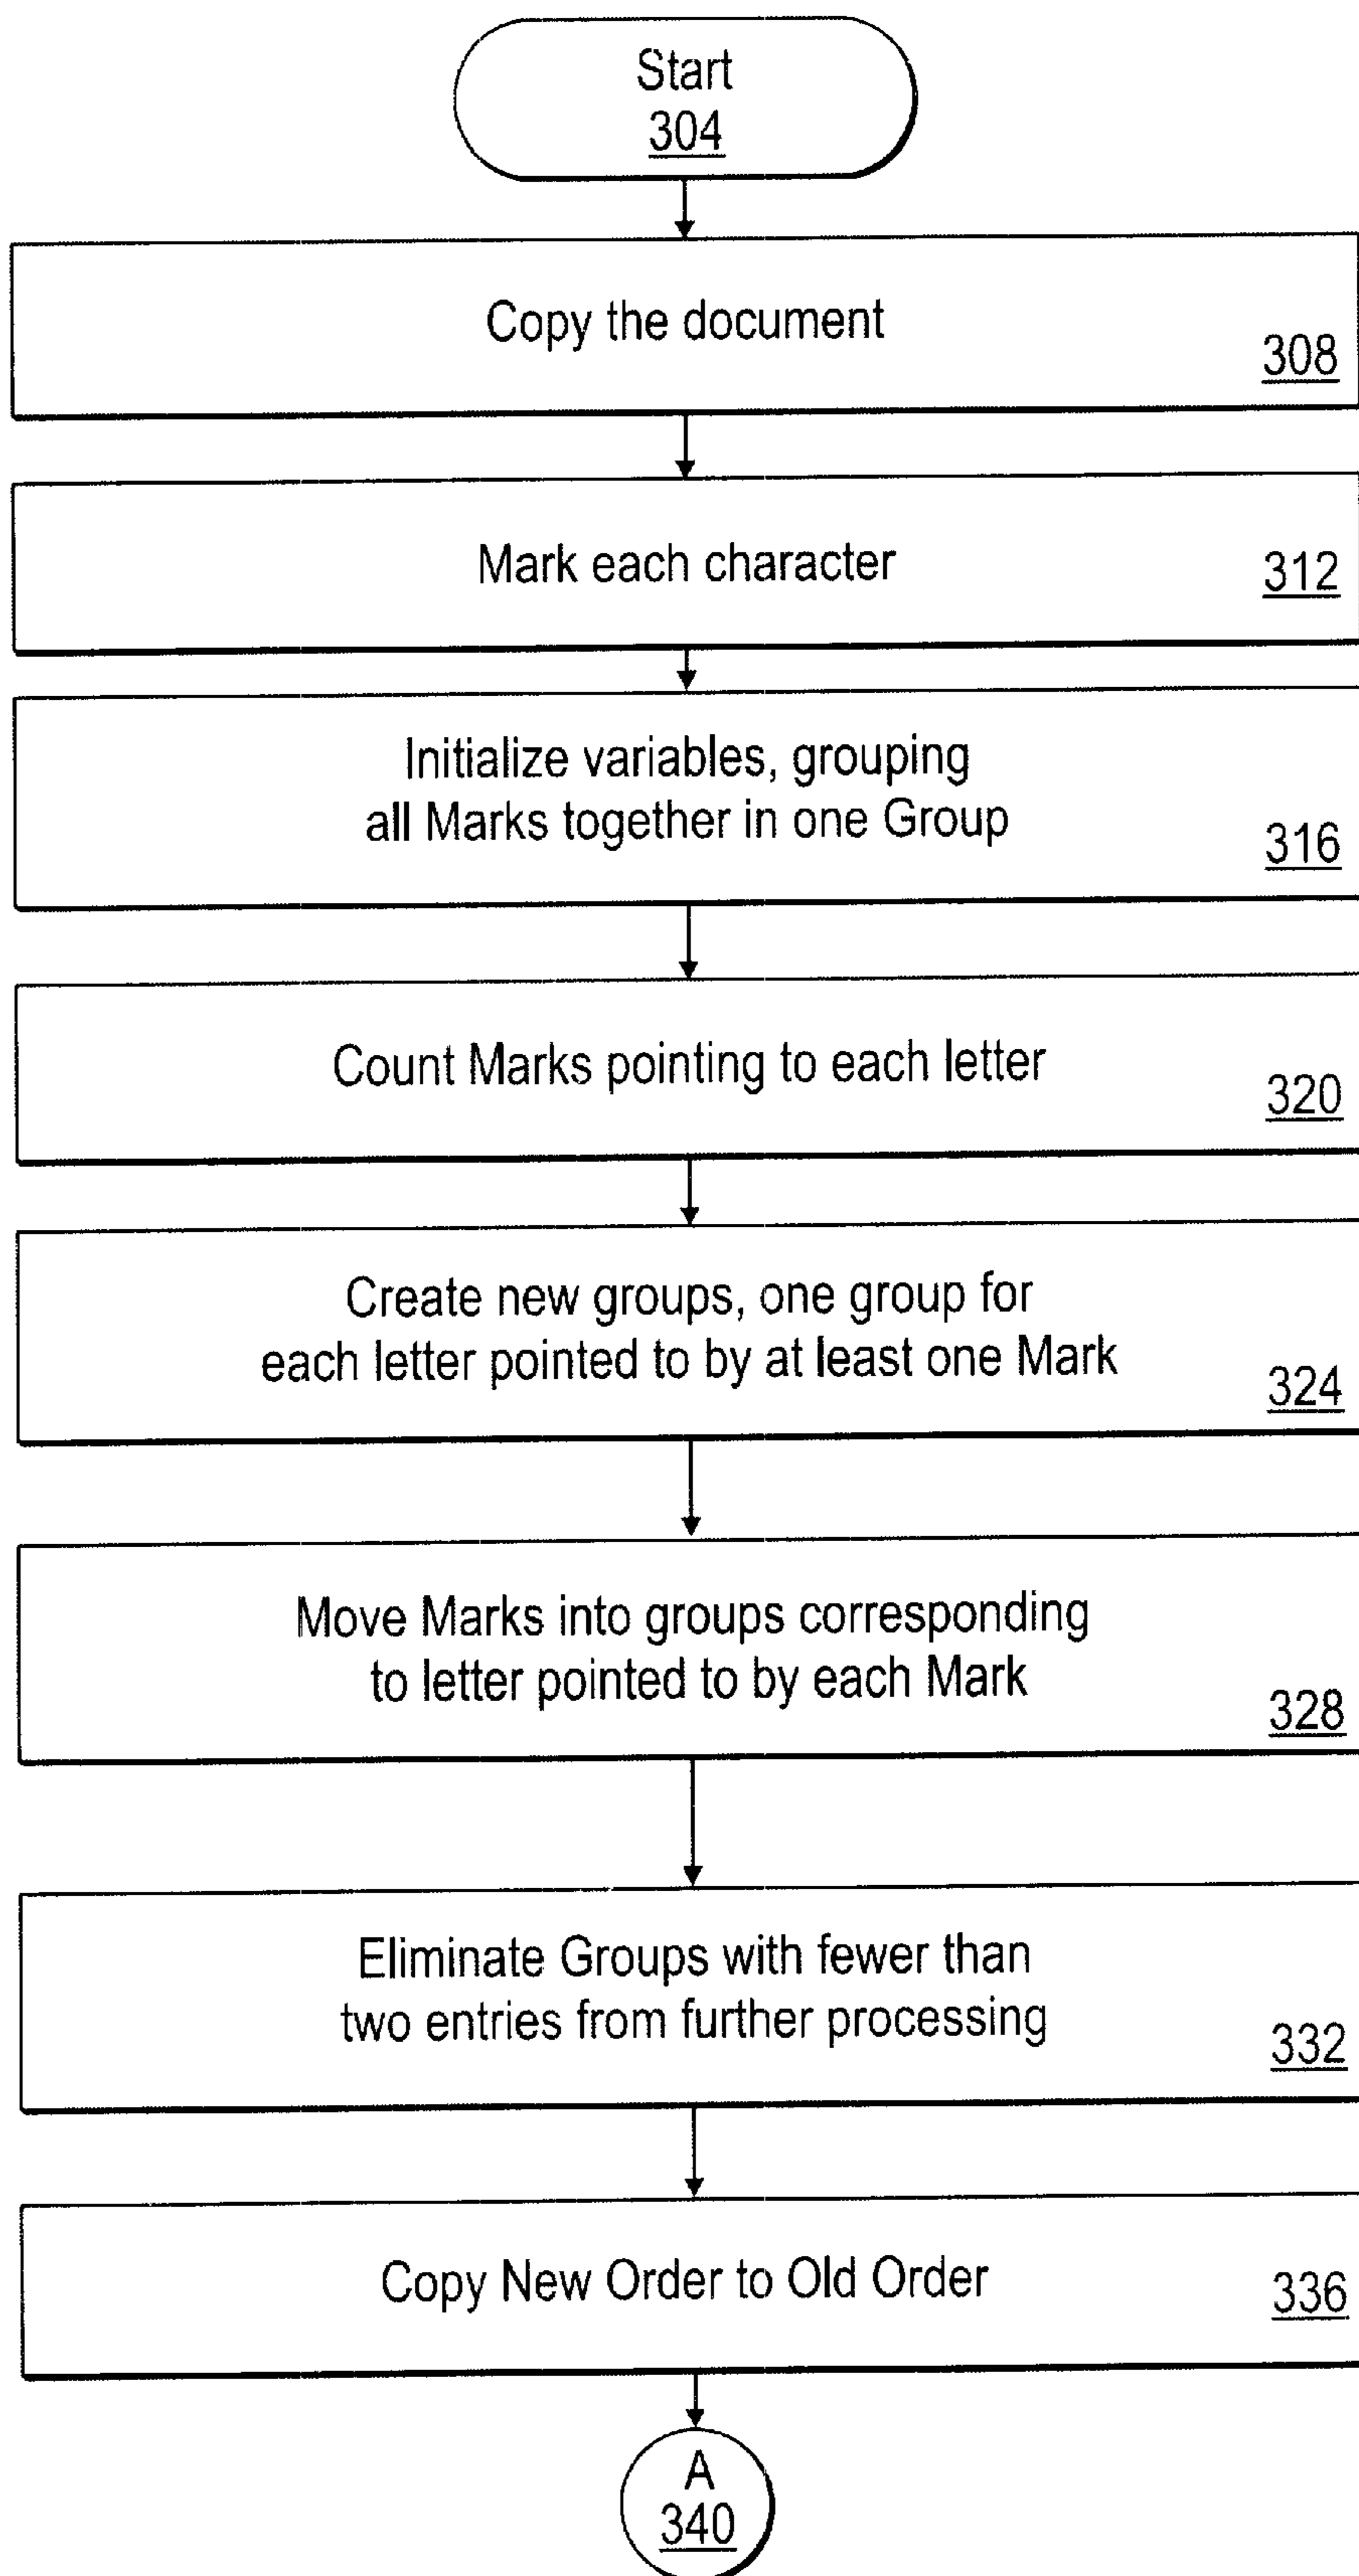 Start
304
Copy the document
308
Mark each character
312
Initialize variables, grouping
all Marks together in one Group
316
Count Marks pointing to each letter
320
Create new groups, one group for
each letter pointed to by at least one Mark
324
Move Marks into groups corresponding
to letter pointed to by each Mark
328
Eliminate Groups with fewer than
two entries from further processing
332
Copy New Order to Old Order
336
A
340